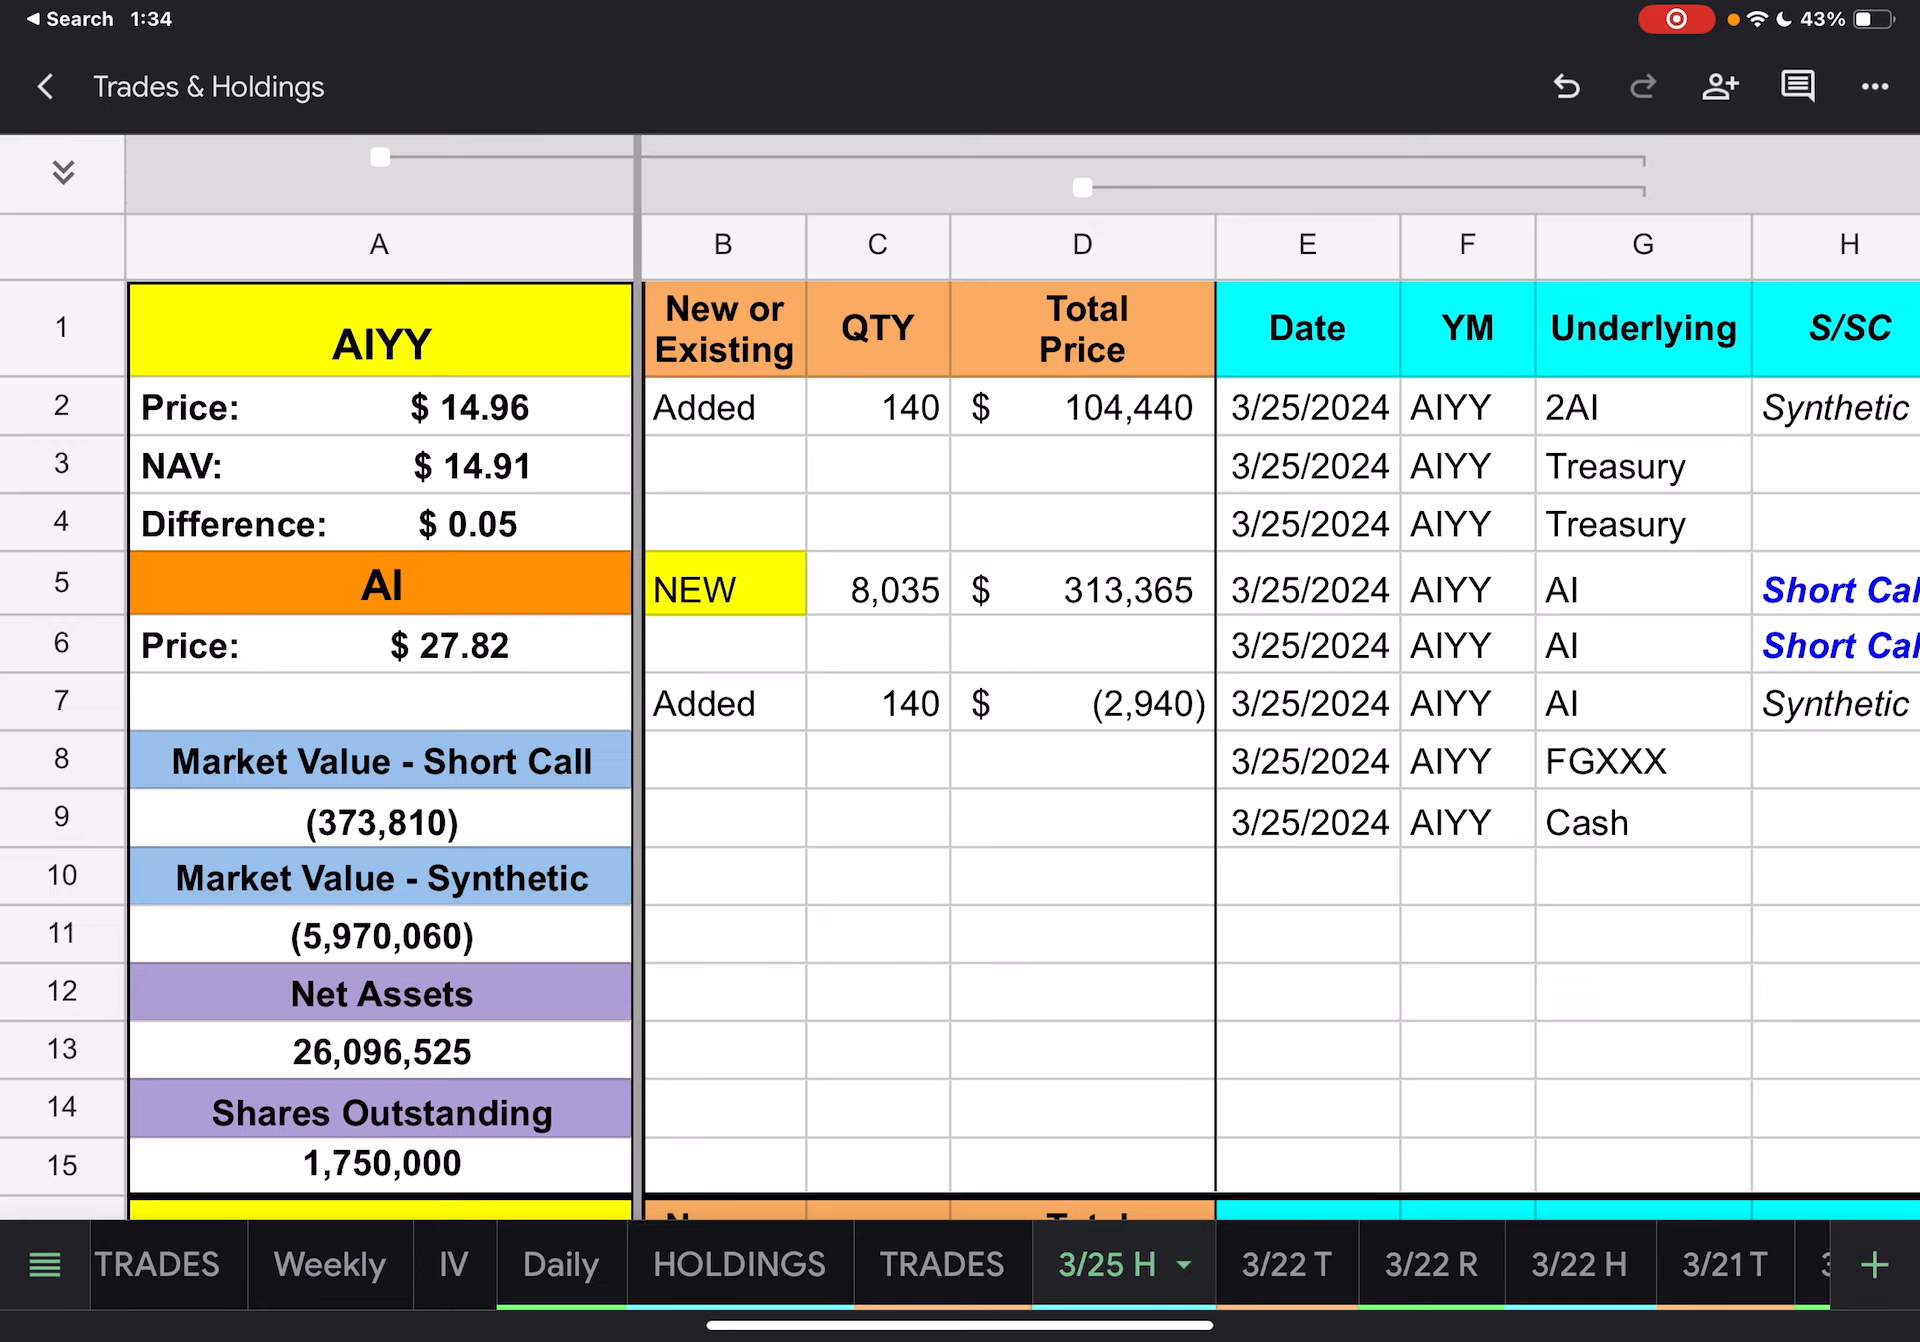 Search 1:34 43%
Trades & Holdings
A B C D E F G H
1 AIYY New or Existing QTY Total Price Date YM Underlying S/SC
2 Price: $ 14.96 Added 140 $ 104,440 3/25/2024 AIYY 2AI Synthetic
3 NAV: $ 14.91 3/25/2024 AIYY Treasury
4 Difference: $ 0.05 3/25/2024 AIYY Treasury
5 AI NEW 8,035 $ 313,365 3/25/2024 AIYY AI Short Cal
6 Price: $ 27.82 3/25/2024 AIYY AI Short Cal
7 Added 140 $ (2,940) 3/25/2024 AIYY AI Synthetic
8 Market Value - Short Call 3/25/2024 AIYY FGXXX
9 (373,810) 3/25/2024 AIYY Cash
10 Market Value - Synthetic
11 (5,970,060)
12 Net Assets
13 26,096,525
14 Shares Outstanding
15 1,750,000
TRADES Weekly IV Daily HOLDINGS TRADES 3/25 H 3/22 T 3/22 R 3/22 H 3/21 T